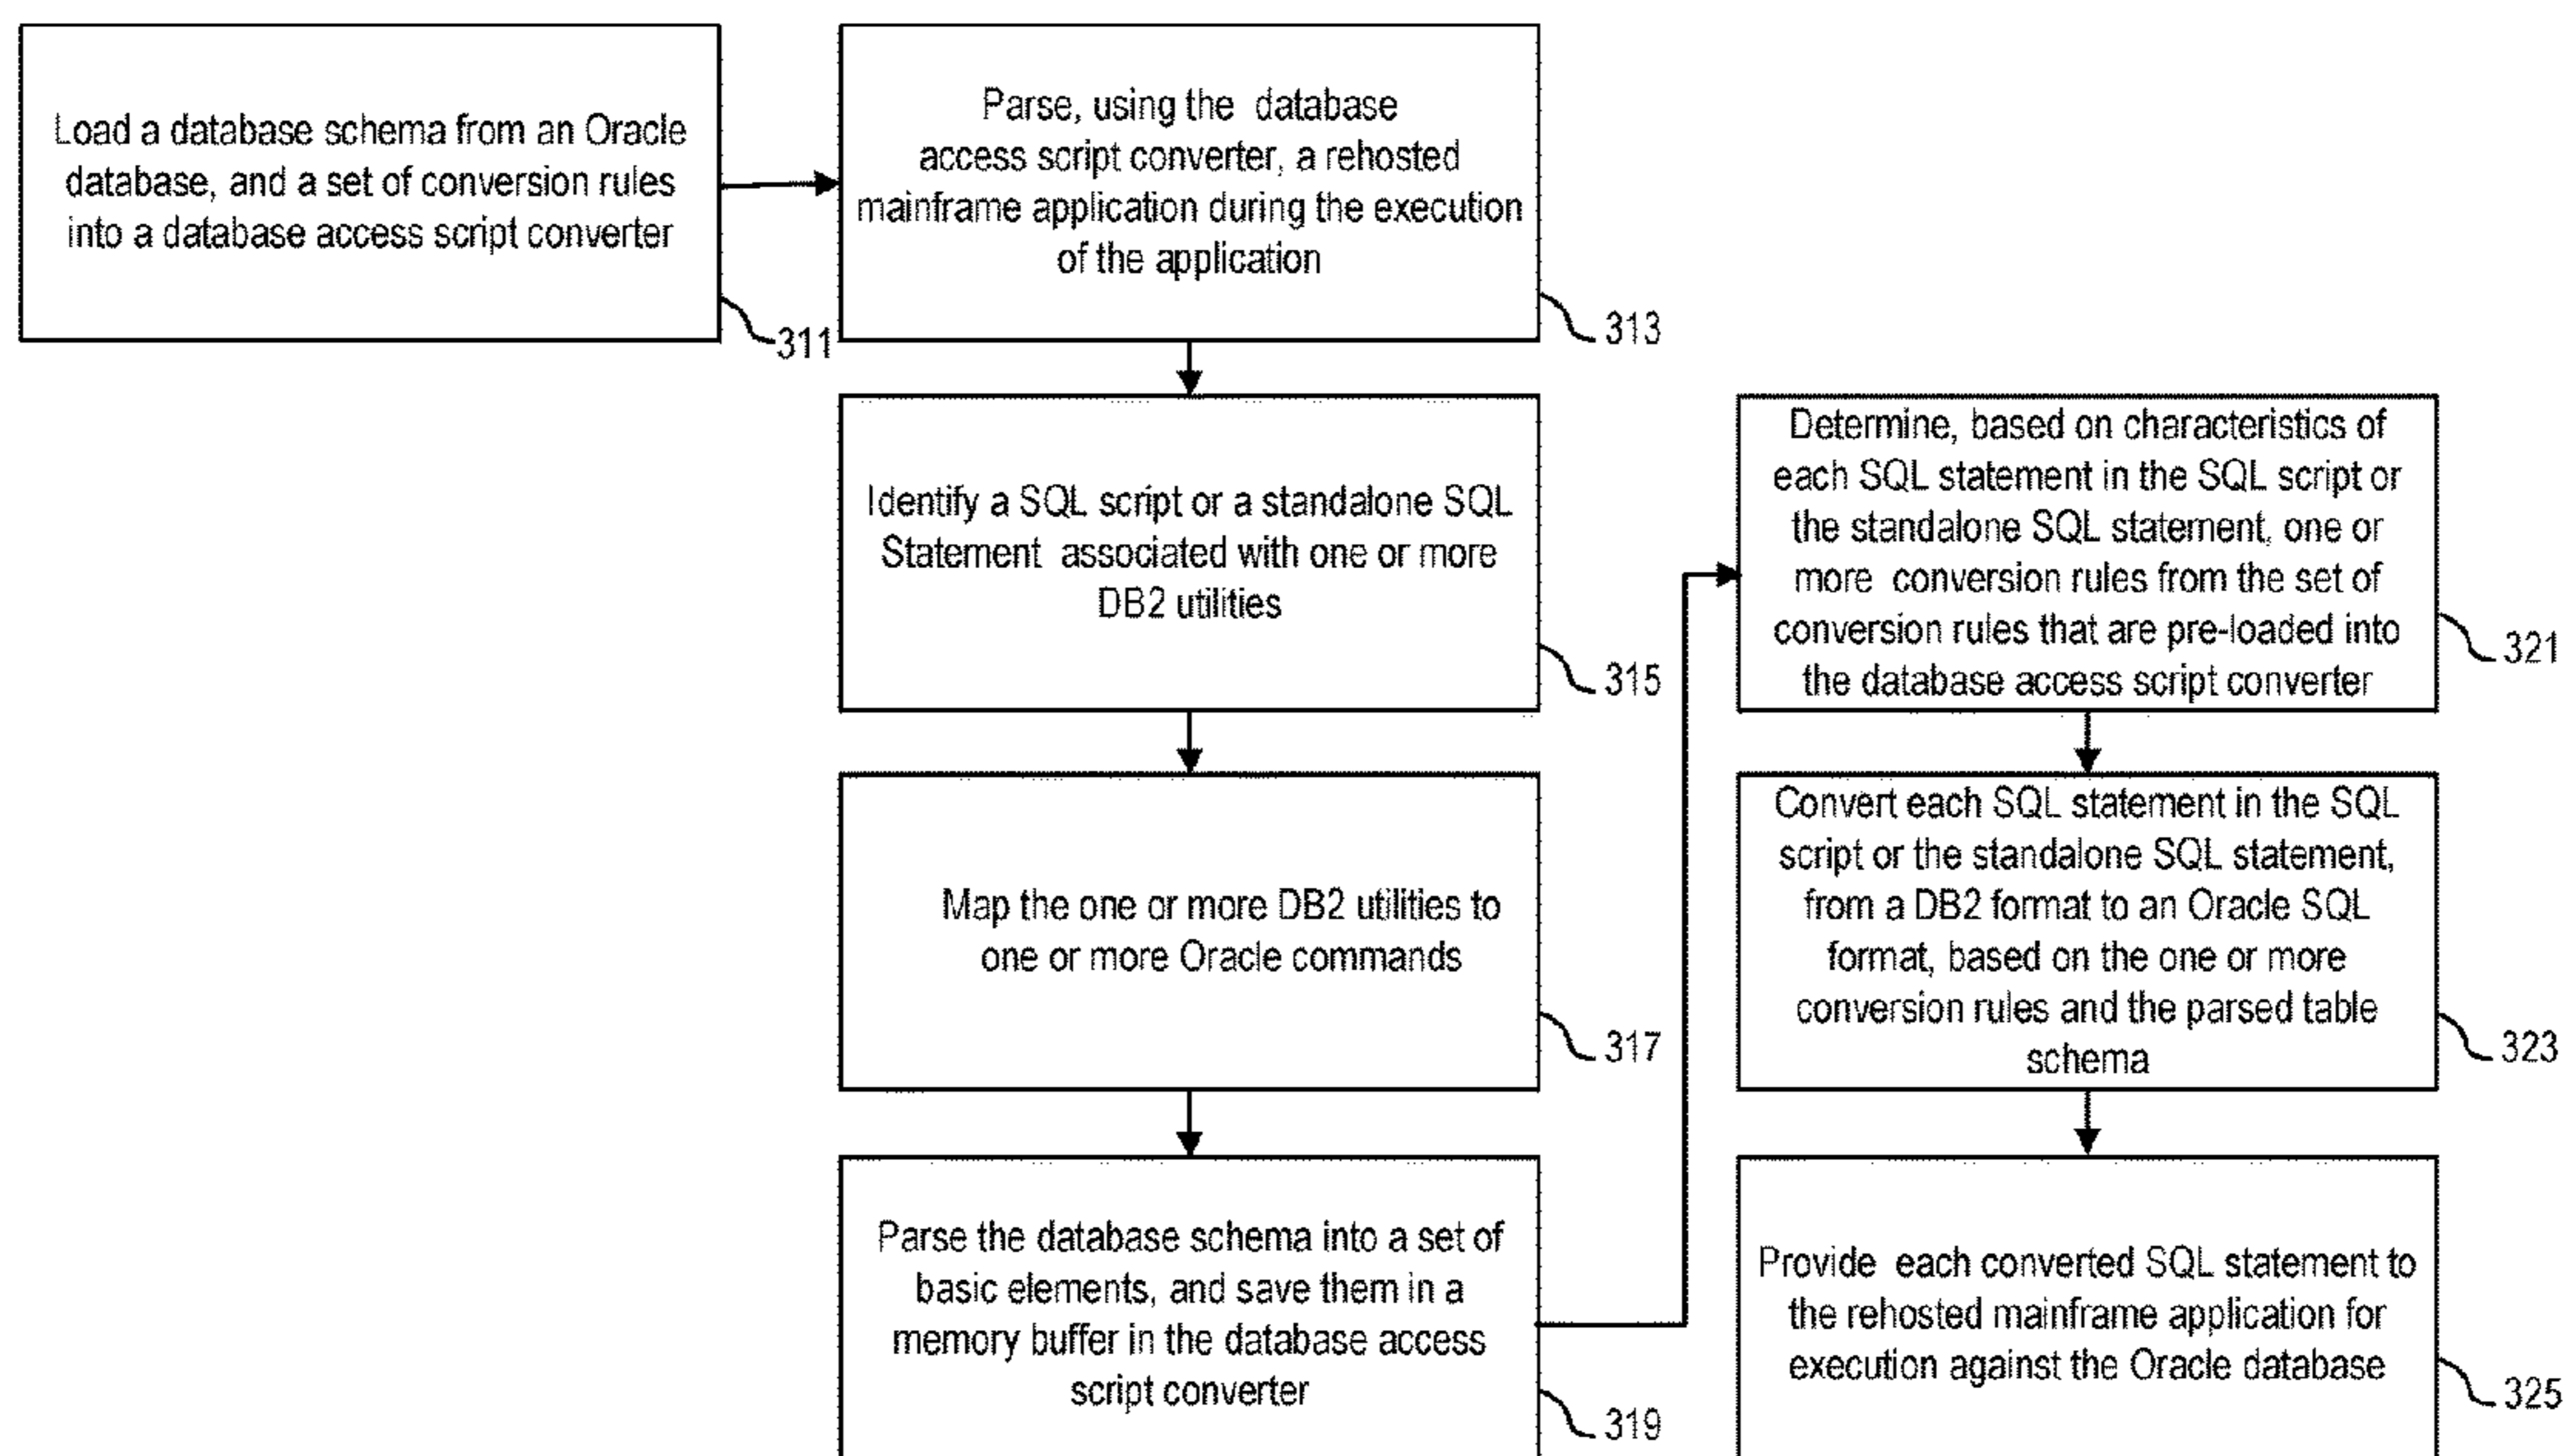 Load a database schema from an Oracle
database, and a set of conversion rules
into a database access script converter
311
Parse, using the database
access script converter, a rehosted
mainframe application during the execution
of the application
313
Identify a SQL script or a standalone SQL
Statement associated with one or more
DB2 utilities
315
Map the one or more DB2 utilities to
one or more Oracle commands
317
Parse the database schema into a set of
basic elements, and save them in a
memory buffer in the database access
script converter
319
Determine, based on characteristics of
each SQL statement in the SQL script or
the standalone SQL statement, one or
more conversion rules from the set of
conversion rules that are pre-loaded into
the database access script converter
321
Convert each SQL statement in the SQL
script or the standalone SQL statement,
from a DB2 format to an Oracle SQL
format, based on the one or more
conversion rules and the parsed table
schema
323
Provide each converted SQL statement to
the rehosted mainframe application for
execution against the Oracle database
325